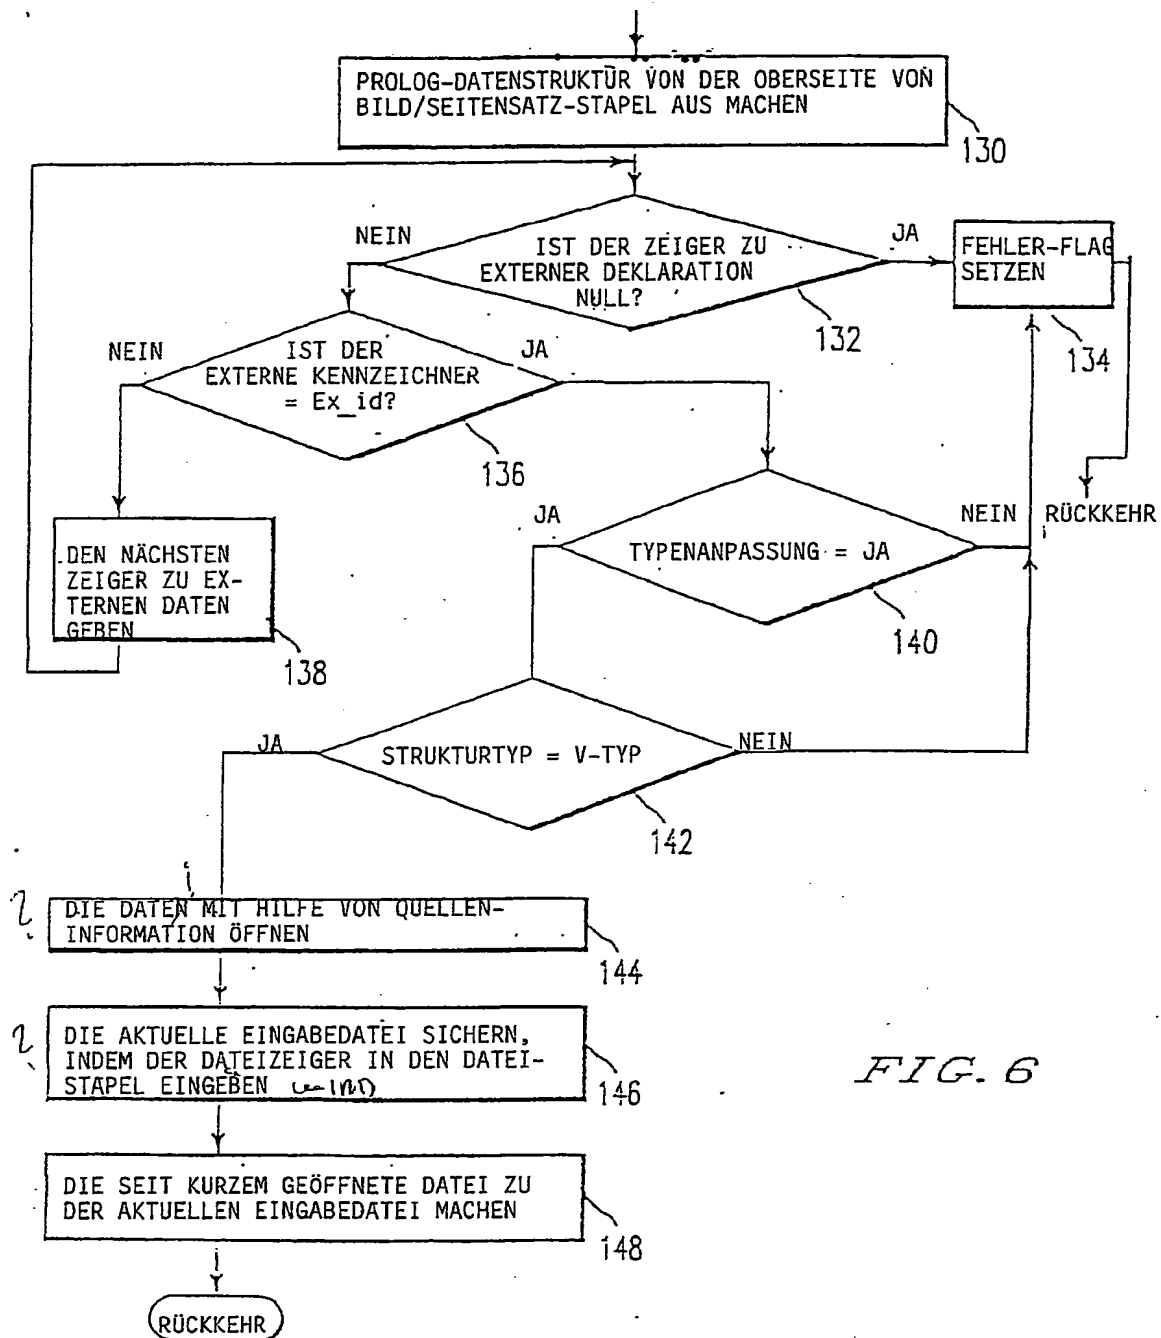 PROLOG-DATENSTRUKTUR VON DER OBERSEITE VON
BILD/SEITENSATZ-STAPEL AUS MACHEN
130
NEIN
IST DER ZEIGER ZU
EXTERNER DEKLARATION
NULL?
132
JA
FEHLER-FLAG
SETZEN
134
RÜCKKEHR
NEIN
IST DER
EXTERNE KENNZEICHNER
= Ex_id?
136
JA
DEN NÄCHSTEN
ZEIGER ZU EX-
TERNEN DATEN
GEBEN
138
JA
TYPENANPASSUNG = JA
140
NEIN
JA
STRUKTURTYP = V-TYP
142
NEIN
DIE DATEN MIT HILFE VON QUELLEN-
INFORMATION ÖFFNEN
144
DIE AKTUELLE EINGABEDATEI SICHERN,
INDEM DER DATEIZEIGER IN DEN DATEI-
STAPEL EINGEBEN
146
DIE SEIT KURZEM GEÖFFNETE DATEI ZU
DER AKTUELLEN EINGABEDATEI MACHEN
148
RÜCKKEHR
FIG. 6